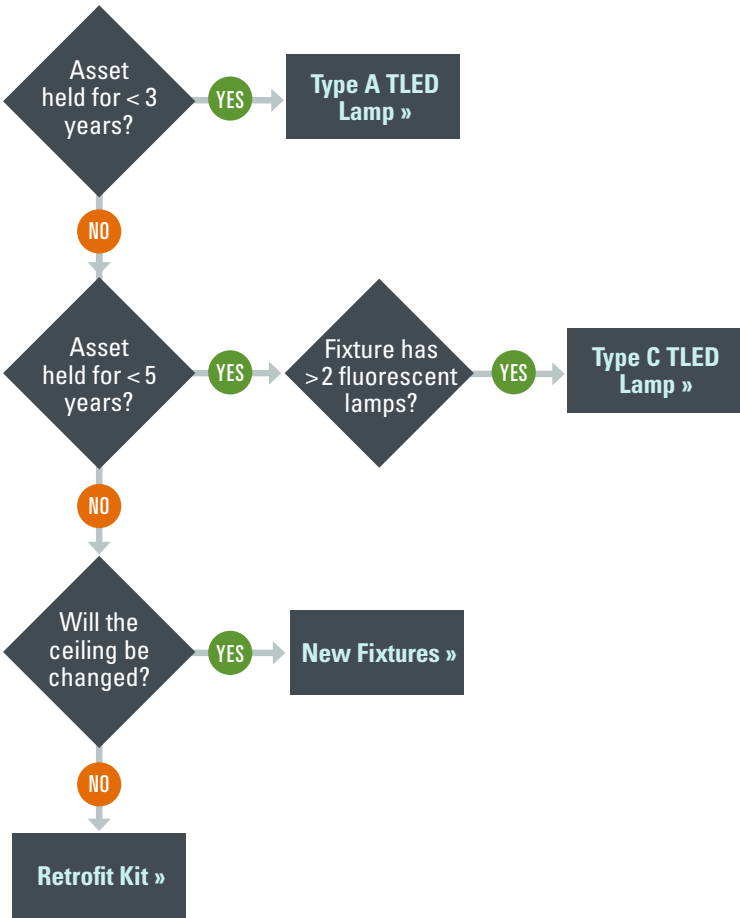 Asset
held for < 3
years?
YES
Type A TLED
Lamp »
NO
Asset
held for < 5
years?
YES
Fixture has
>2 fluorescent
lamps?
YES
Type C TLED
Lamp »
NO
Will the
ceiling be
changed?
YES
New Fixtures »
NO
Retrofit Kit »